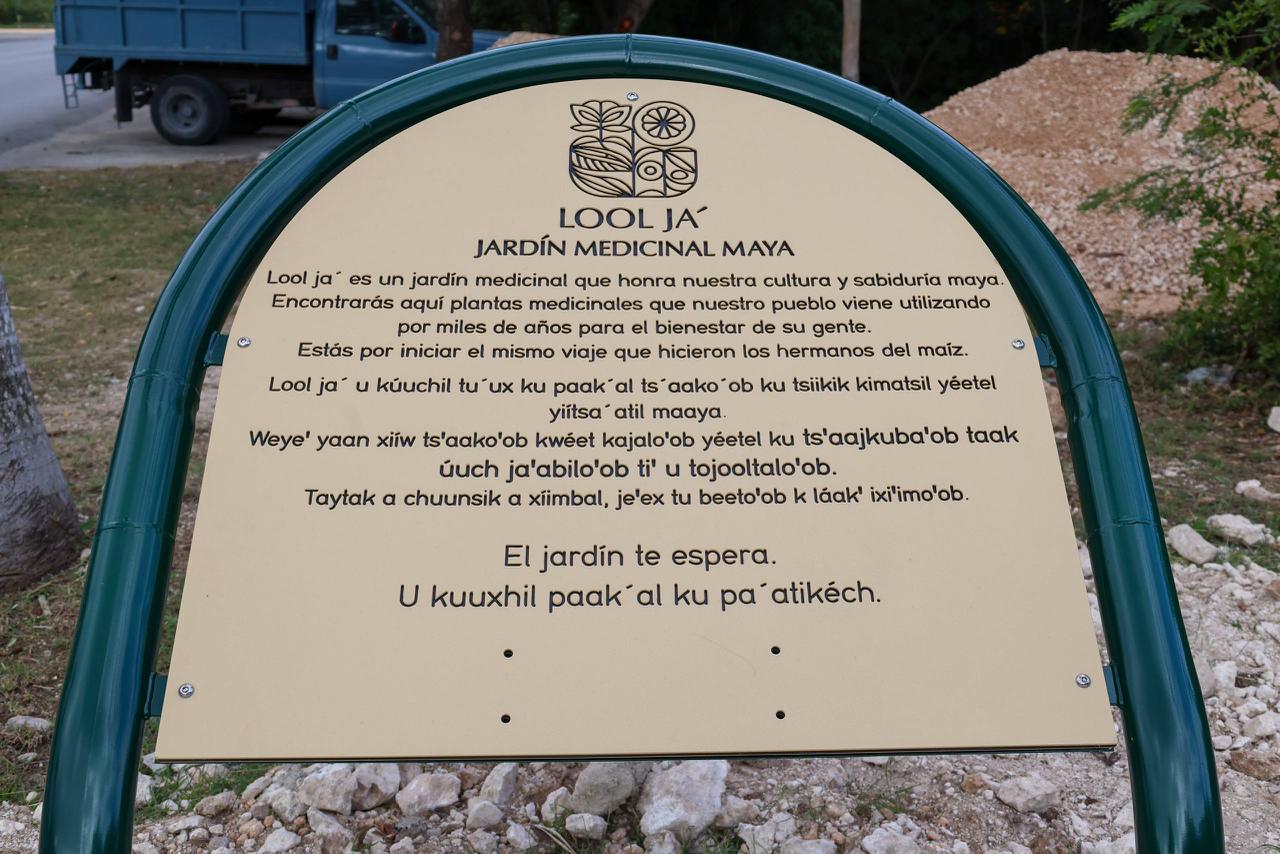 LOOL JA´
JARDÍN MEDICINAL MAYA
Lool ja´ es un jardín medicinal que honra nuestra cultura y sabiduría maya.
Encontrarás aquí plantas medicinales que nuestro pueblo viene utilizando
por miles de años para el bienestar de su gente.
Estás por iniciar el mismo viaje que hicieron los hermanos del maíz.
Lool ja´ u kúuchil tu´ux ku paak´al ts´aako´ob ku tsiikik kimatsil yéetel
yiítsa´atil maaya.
Weye' yaan xiíw ts'aako'ob kwéet kajalo'ob yéetel ku ts'aajkuba'ob taak
úuch ja'abilo'ob ti' u tojooltalo'ob.
Taytak a chuunsik a xíimbal, je'ex tu beeto'ob k láak' ixi'imo'ob.
El jardín te espera.
U kuuxhil paak´al ku pa´atikéch.